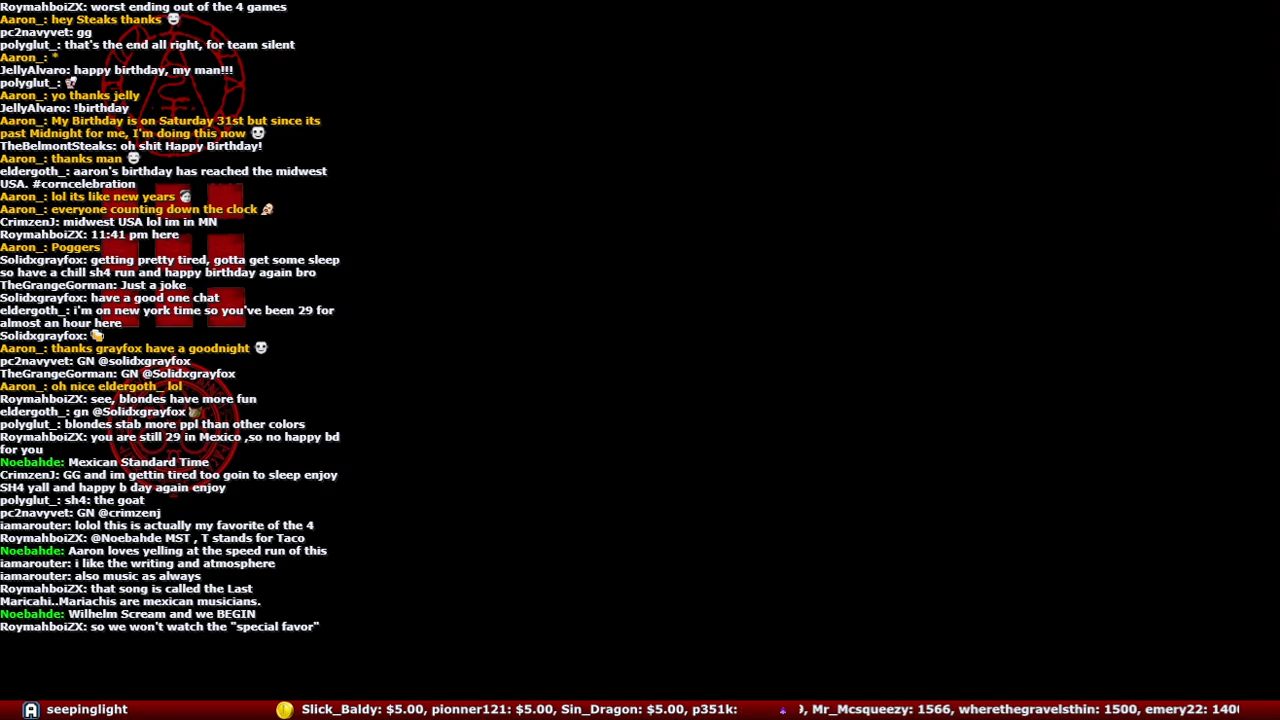 RoymahboiZX: worst ending out of the 4 games
Aaron_: hey Steaks thanks
pc2navyvet: gg
polyglut_: that's the end all right, for team silent
Aaron_: *
JellyAlvaro: happy birthday, my man!!!
polyglut_:
Aaron_: yo thanks jelly
JellyAlvaro: !birthday
Aaron_: My Birthday is on Saturday 31st but since its
past Midnight for me, I'm doing this now
TheBelmontSteaks: oh shit Happy Birthday!
Aaron_: thanks man
eldergoth_: aaron's birthday has reached the midwest
USA. #corncelebration
Aaron_: lol its like new years
Aaron_: everyone counting down the clock
CrimzenJ: midwest USA lol im in MN
RoymahboiZX: 11:41 pm here
Aaron_: Poggers
Solidxgrayfox: getting pretty tired, gotta get some sleep
so have a chill sh4 run and happy birthday again bro
TheGrangeGorman: Just a joke
Solidxgrayfox: have a good one chat
eldergoth_: i'm on new york time so you've been 29 for
almost an hour here
Solidxgrayfox:
Aaron_: thanks grayfox have a goodnight
pc2navyvet: GN @solidxgrayfox
TheGrangeGorman: GN @Solidxgrayfox
Aaron_: oh nice eldergoth_ lol
RoymahboiZX: see, blondes have more fun
eldergoth_: gn @Solidxgrayfox
polyglut_: blondes stab more ppl than other colors
RoymahboiZX: you are still 29 in Mexico ,so no happy bd
for you
Noebahde: Mexican Standard Time
CrimzenJ: GG and im gettin tired too goin to sleep enjoy
SH4 yall and happy b day again enjoy
polyglut_: sh4: the goat
pc2navyvet: GN @crimzenj
iamarouter: lolol this is actually my favorite of the 4
RoymahboiZX: @Noebahde MST , T stands for Taco
Noebahde: Aaron loves yelling at the speed run of this
iamarouter: i like the writing and atmosphere
iamarouter: also music as always
RoymahboiZX: that song is called the Last
Maricahi..Mariachis are mexican musicians.
Noebahde: Wilhelm Scream and we BEGIN
RoymahboiZX: so we won't watch the "special favor"
seepinglight Slick_Baldy: $5.00, pionner121: $5.00, Sin_Dragon: $5.00, p351k: , Mr_Mcsqueezy: 1566, wherethegravelsthin: 1500, emery22: 140